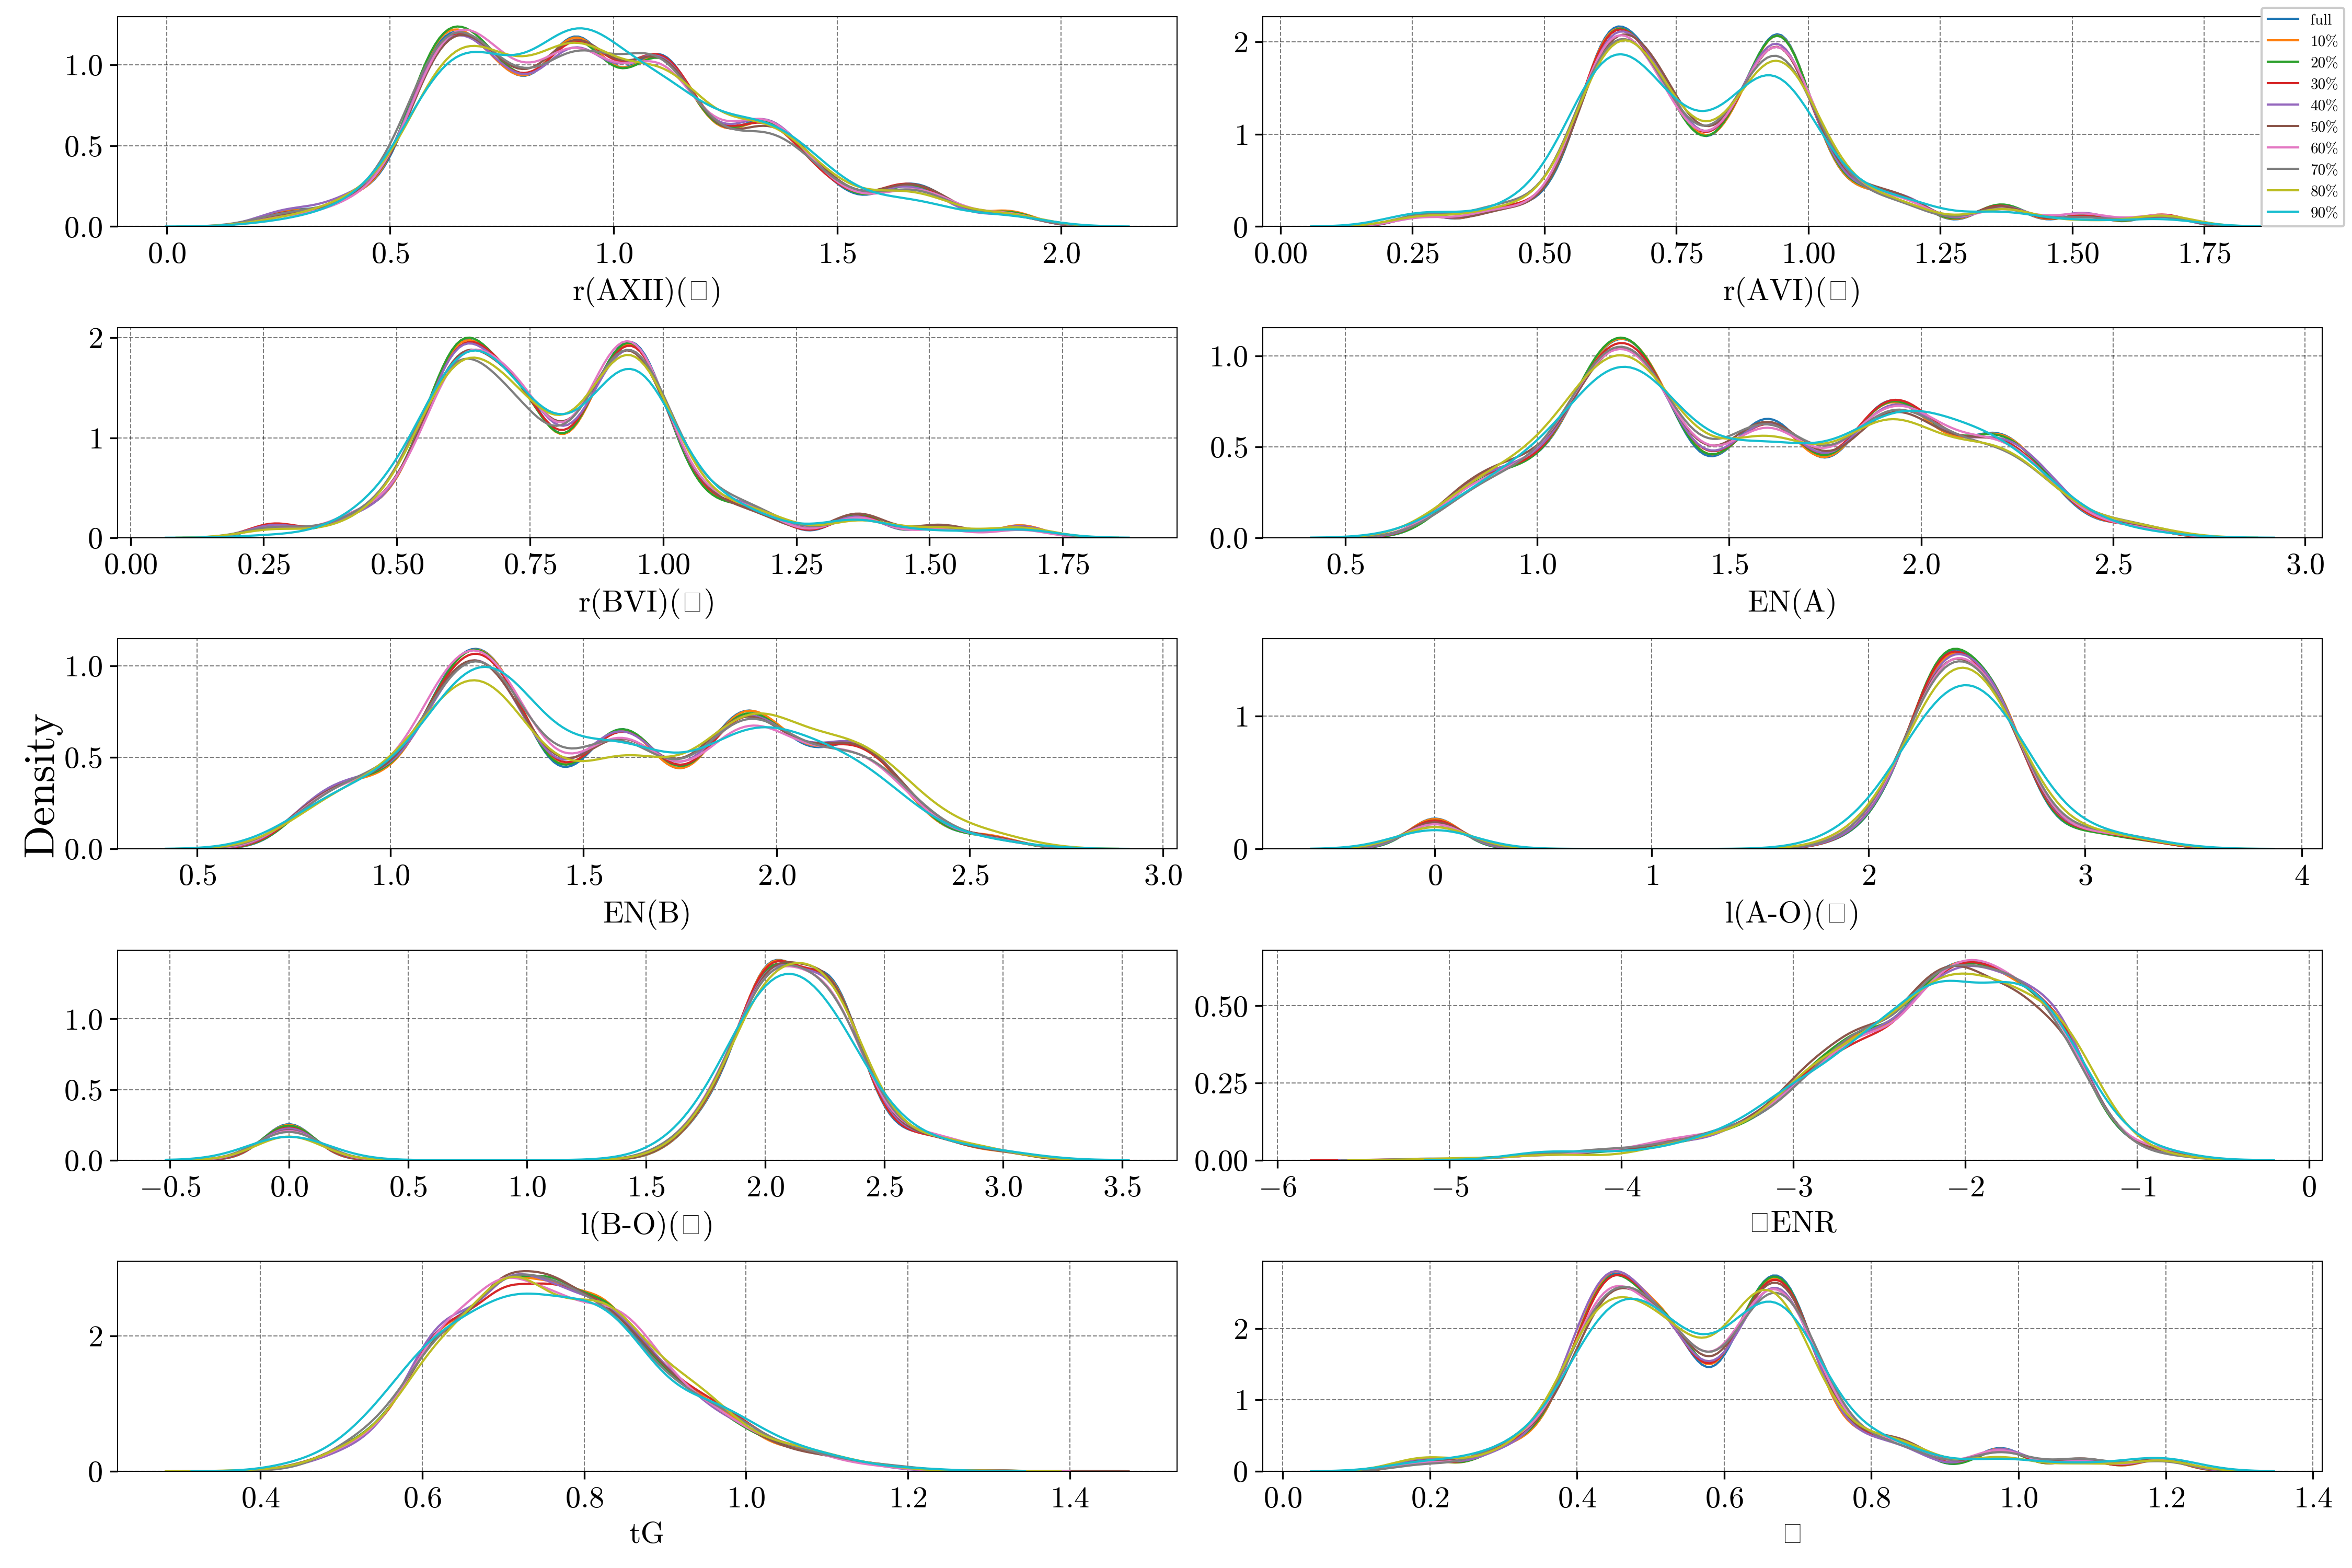 full
10%
20%
30%
40%
50%
60%
70%
80%
90%
0.0 0.5 1.0
0.0 0.5 1.0 1.5 2.0
r(AXII)(□)
0 1 2
0.00 0.25 0.50 0.75 1.00 1.25 1.50 1.75
r(AVI)(□)
0 1 2
0.00 0.25 0.50 0.75 1.00 1.25 1.50 1.75
r(BVI)(□)
0.0 0.5 1.0
0.5 1.0 1.5 2.0 2.5 3.0
EN(A)
Density
0.0 0.5 1.0
0.5 1.0 1.5 2.0 2.5 3.0
EN(B)
0 1
0 1 2 3 4
l(A-O)(□)
0.0 0.5 1.0
−0.5 0.0 0.5 1.0 1.5 2.0 2.5 3.0 3.5
l(B-O)(□)
0.00 0.25 0.50
−6 −5 −4 −3 −2 −1 0
□ENR
0 2
0.4 0.6 0.8 1.0 1.2 1.4
tG
0 1 2
0.0 0.2 0.4 0.6 0.8 1.0 1.2 1.4
□